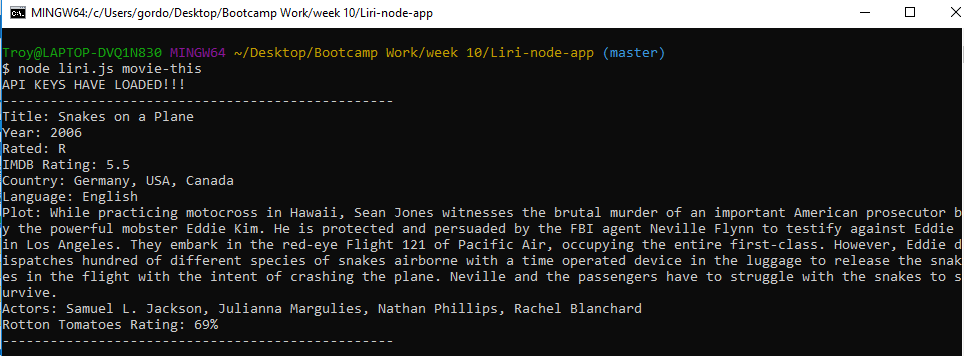 MINGW64:/c/Users/gordo/Desktop/Bootcamp Work/week 10/Liri-node-app
Troy@LAPTOP-DVQ1N830 MINGW64 ~/Desktop/Bootcamp Work/week 10/Liri-node-app (master)
$ node liri.js movie-this
API KEYS HAVE LOADED!!!
------------------------------------------------
Title: Snakes on a Plane
Year: 2006
Rated: R
IMDB Rating: 5.5
Country: Germany, USA, Canada
Language: English
Plot: While practicing motocross in Hawaii, Sean Jones witnesses the brutal murder of an important American prosecutor b
y the powerful mobster Eddie Kim. He is protected and persuaded by the FBI agent Neville Flynn to testify against Eddie
in Los Angeles. They embark in the red-eye Flight 121 of Pacific Air, occupying the entire first-class. However, Eddie d
ispatches hundred of different species of snakes airborne with a time operated device in the luggage to release the snak
es in the flight with the intent of crashing the plane. Neville and the passengers have to struggle with the snakes to s
urvive.
Actors: Samuel L. Jackson, Julianna Margulies, Nathan Phillips, Rachel Blanchard
Rotton Tomatoes Rating: 69%
------------------------------------------------